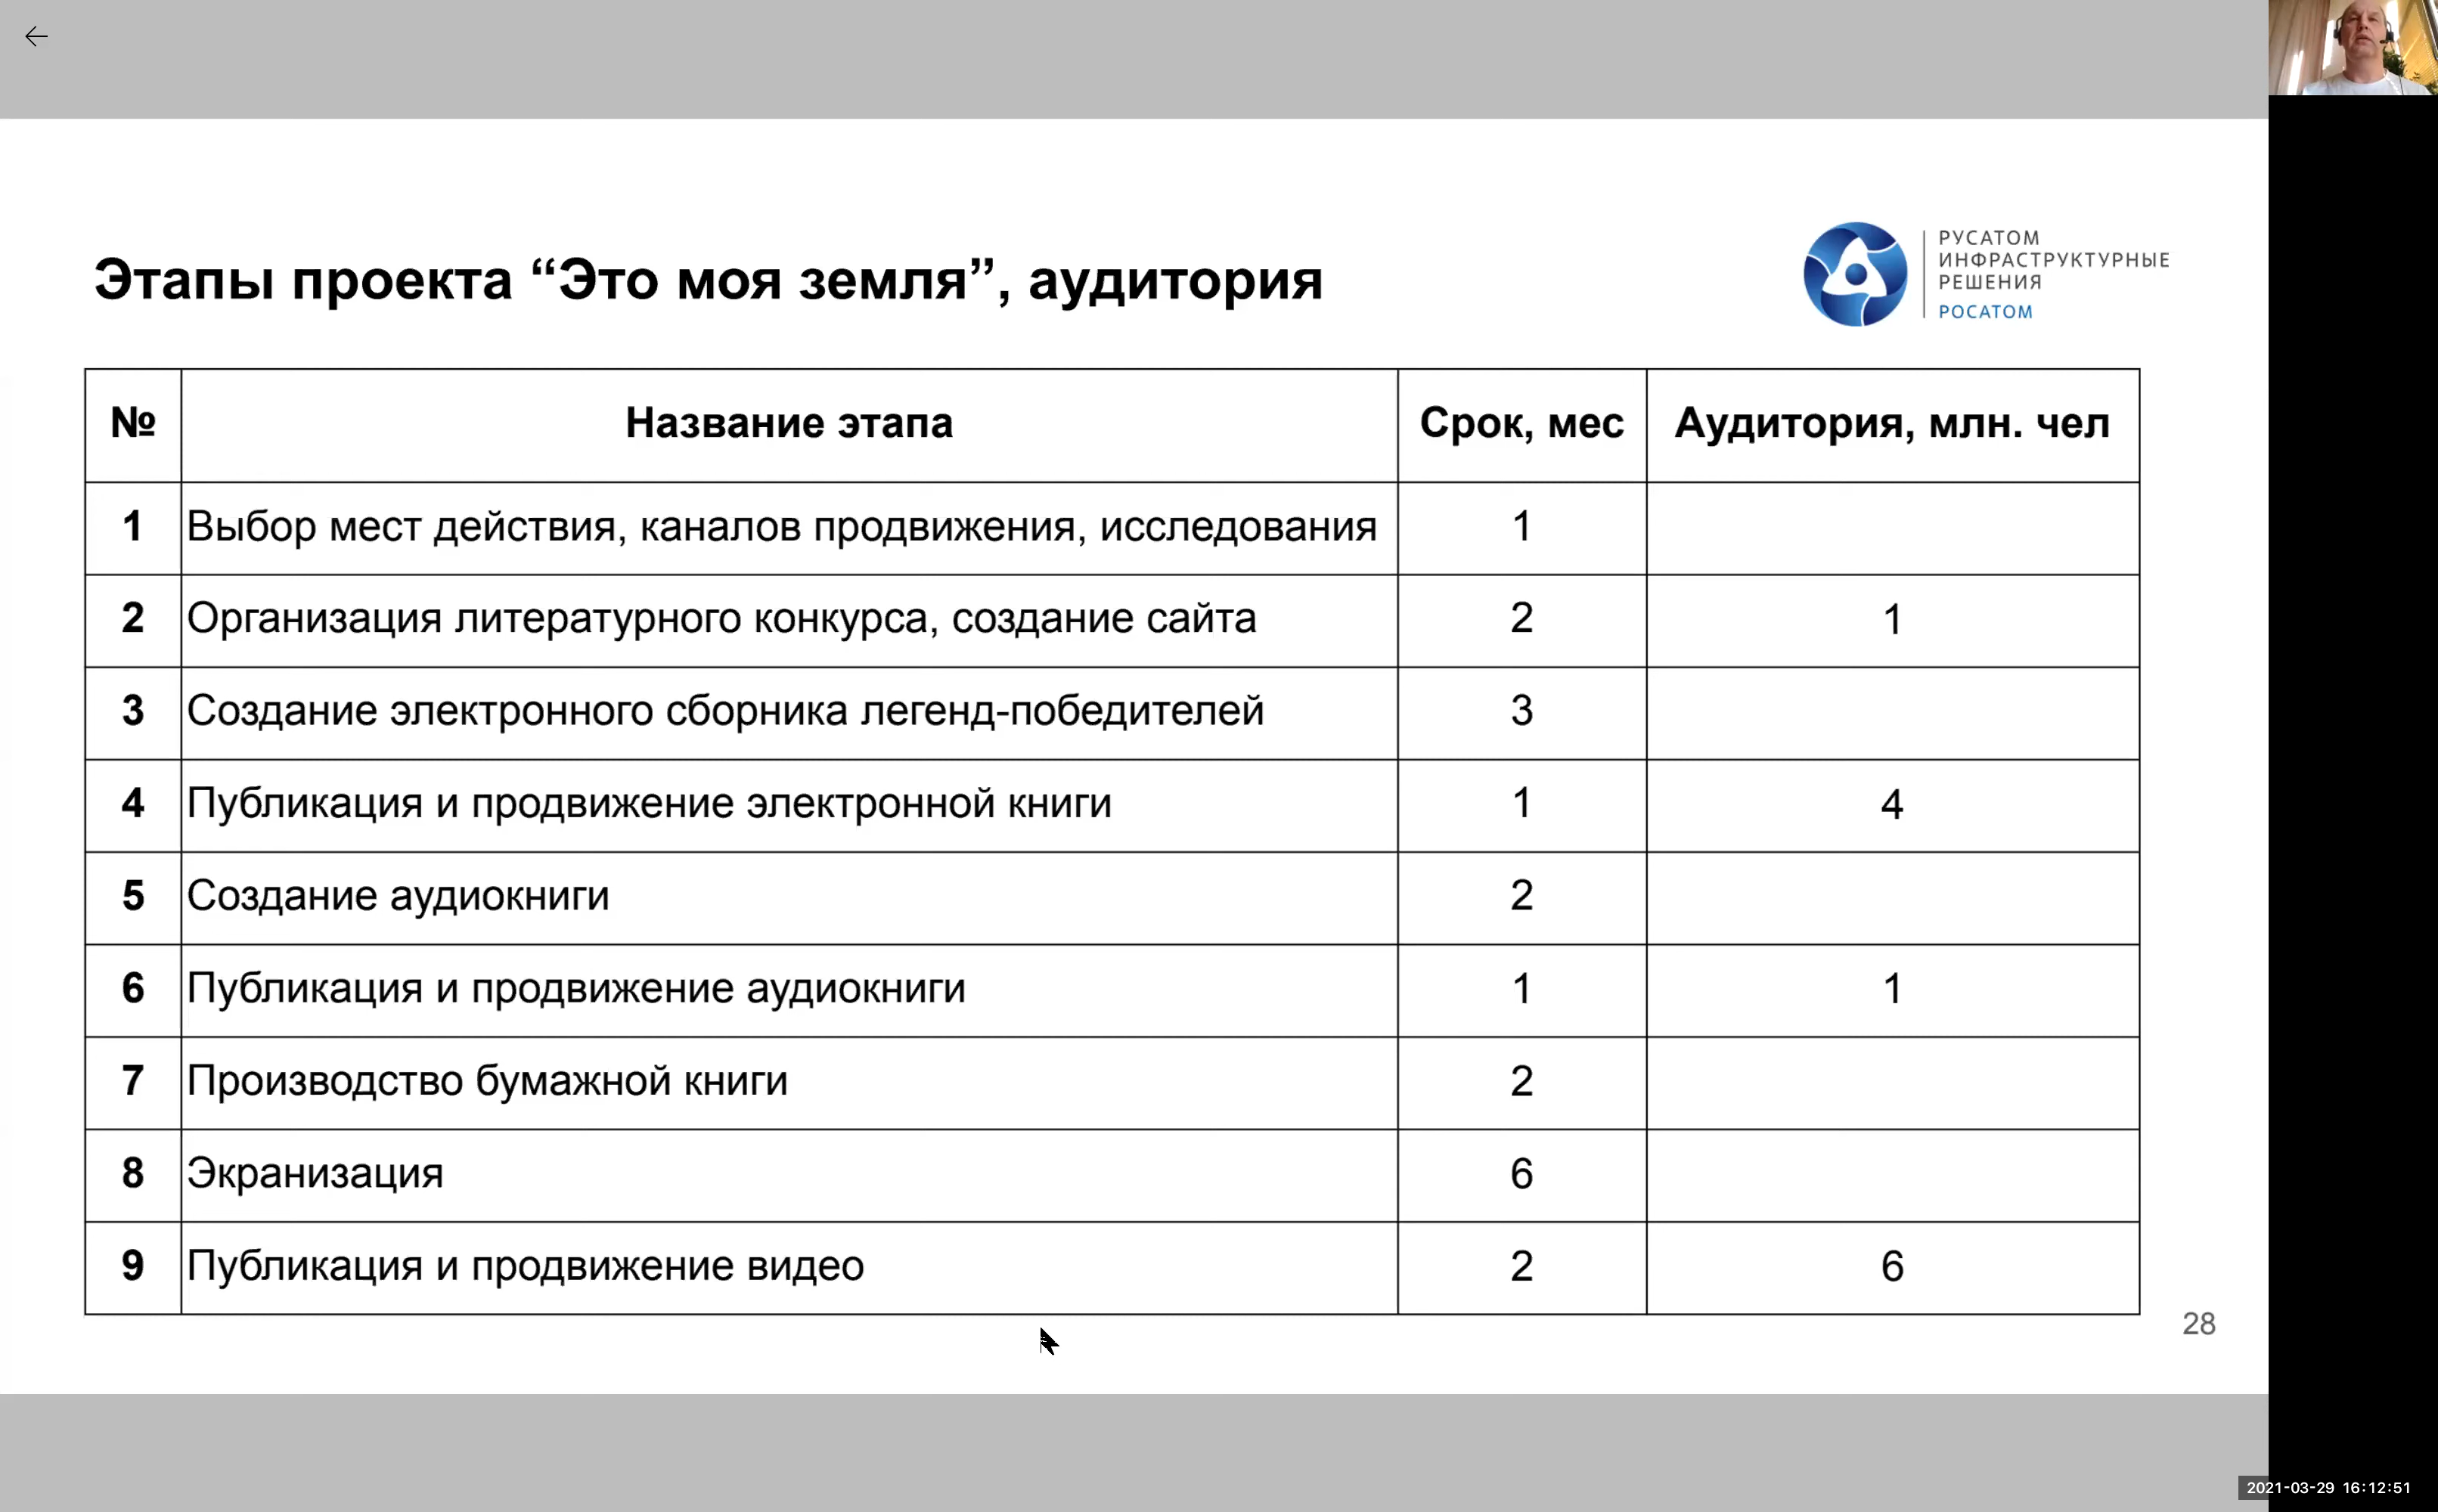 Этапы проекта “Это моя земля”, аудитория
РУСАТОМ
ИНФРАСТРУКТУРНЫЕ
РЕШЕНИЯ
РОСАТОМ
№ Название этапа Срок, мес Аудитория, млн. чел
1 Выбор мест действия, каналов продвижения, исследования 1
2 Организация литературного конкурса, создание сайта 2 1
3 Создание электронного сборника легенд-победителей 3
4 Публикация и продвижение электронной книги 1 4
5 Создание аудиокниги 2
6 Публикация и продвижение аудиокниги 1 1
7 Производство бумажной книги 2
8 Экранизация 6
9 Публикация и продвижение видео 2 6
28
2021-03-29 16:12:51